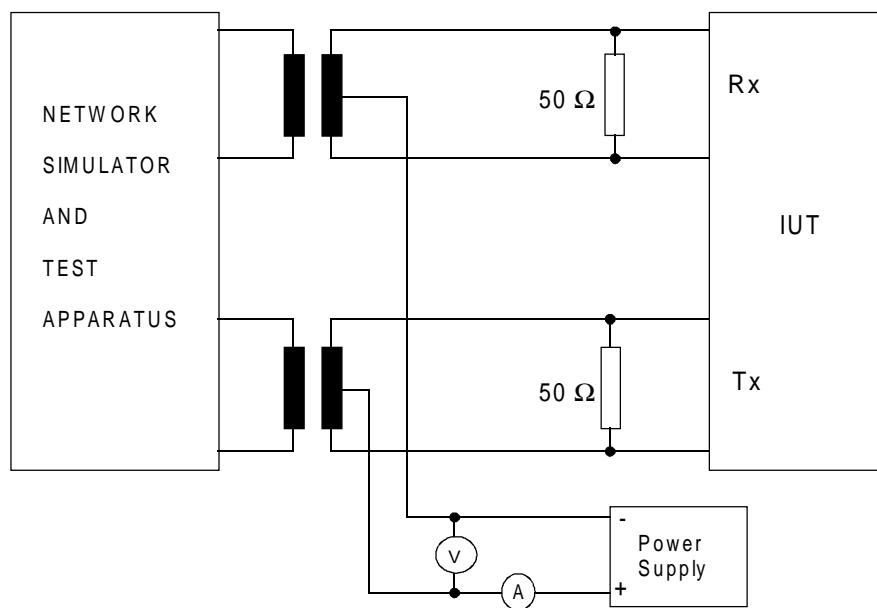 NETWORK
SIMULATOR
AND
TEST
APPARATUS
50 Ω
Rx
IUT
50 Ω
Tx
V
A
-
+
Power
Supply